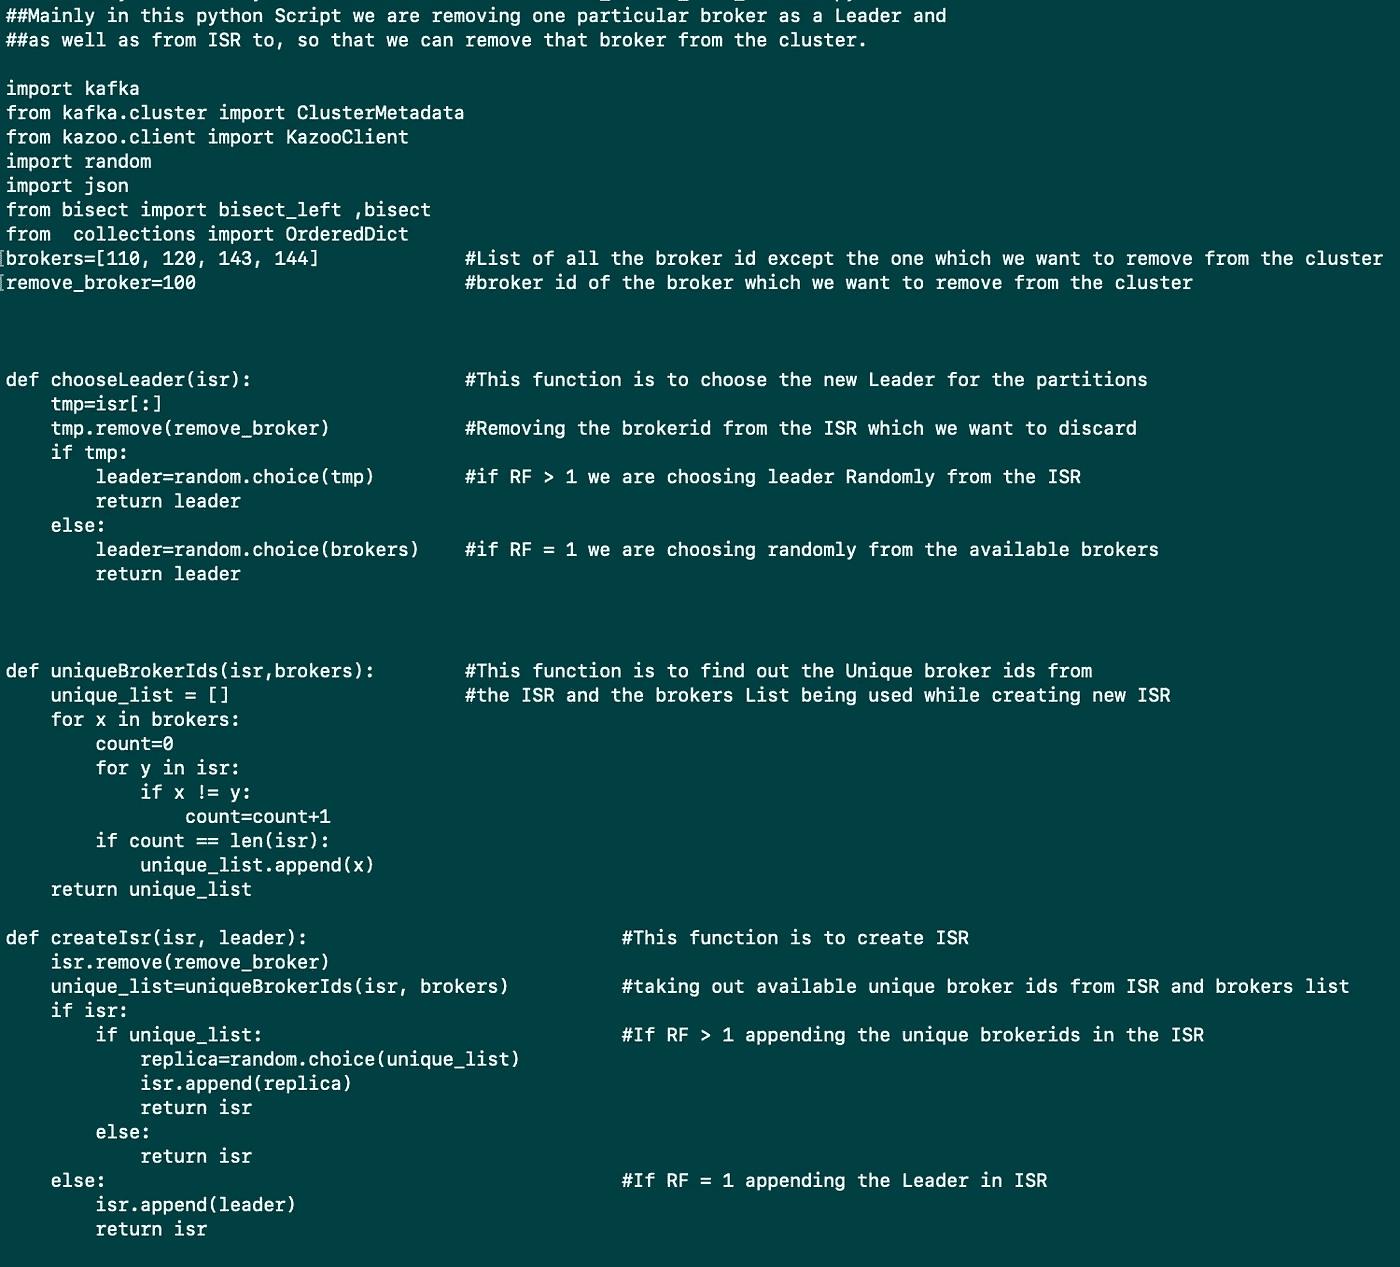 ##Mainly in this python Script we are removing one particular broker as a Leader and
##as well as from ISR to, so that we can remove that broker from the cluster.
import kafka
from kafka.cluster import ClusterMetadata
from kazoo.client import KazooClient
import random
import json
from bisect import bisect_left ,bisect
from  collections import OrderedDict
brokers=[110, 120, 143, 144]             #List of all the broker id except the one which we want to remove from the cluster
remove_broker=100                        #broker id of the broker which we want to remove from the cluster
def chooseLeader(isr):                   #This function is to choose the new Leader for the partitions
    tmp=isr[:]
    tmp.remove(remove_broker)            #Removing the brokerid from the ISR which we want to discard
    if tmp:
        leader=random.choice(tmp)        #if RF > 1 we are choosing leader Randomly from the ISR
        return leader
    else:
        leader=random.choice(brokers)    #if RF = 1 we are choosing randomly from the available brokers
        return leader
def uniqueBrokerIds(isr,brokers):        #This function is to find out the Unique broker ids from
    unique_list = []                     #the ISR and the brokers List being used while creating new ISR
    for x in brokers:
        count=0
        for y in isr:
            if x != y:
                count=count+1
        if count == len(isr):
            unique_list.append(x)
    return unique_list
def createIsr(isr, leader):                            #This function is to create ISR
    isr.remove(remove_broker)
    unique_list=uniqueBrokerIds(isr, brokers)          #taking out available unique broker ids from ISR and brokers list
    if isr:
        if unique_list:                                #If RF > 1 appending the unique brokerids in the ISR
            replica=random.choice(unique_list)
            isr.append(replica)
            return isr
        else:
            return isr
    else:                                              #If RF = 1 appending the Leader in ISR
        isr.append(leader)
        return isr